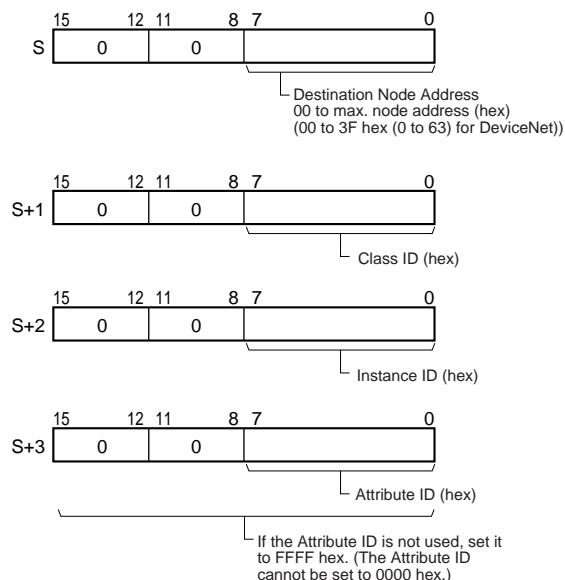 15 12 11 8 7 0
S 0 0
Destination Node Address
00 to max. node address (hex)
(00 to 3F hex (0 to 63) for DeviceNet))
15 12 11 8 7 0
S+1 0 0
Class ID (hex)
15 12 11 8 7 0
S+2 0 0
Instance ID (hex)
15 12 11 8 7 0
S+3 0 0
Attribute ID (hex)
If the Attribute ID is not used, set it
to FFFF hex. (The Attribute ID
cannot be set to 0000 hex.)